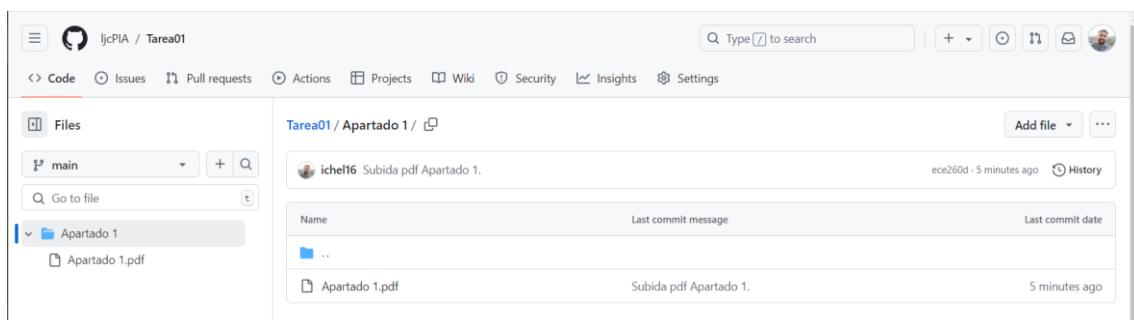 ljcPIA / Tarea01 Type / to search
<> Code Issues Pull requests Actions Projects Wiki Security Insights Settings
Files Tarea01 / Apartado 1 / Add file
main ichel16 Subida pdf Apartado 1. ece260d · 5 minutes ago History
Go to file t
Name Last commit message Last commit date
Apartado 1
..
Apartado 1.pdf
Apartado 1.pdf Subida pdf Apartado 1. 5 minutes ago